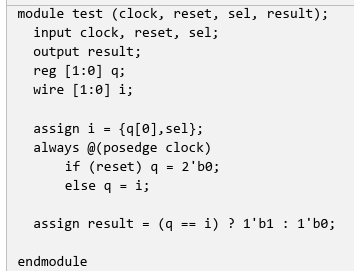 module test (clock, reset, sel, result);
input clock, reset, sel;
output result;
reg [1:0] q;
wire [1:0] i;
assign i = {q[0],sel};
always @(posedge clock)
if (reset) q = 2'b0;
else q = i;
assign result = (q == i) ? 1'b1 : 1'b0;
endmodule